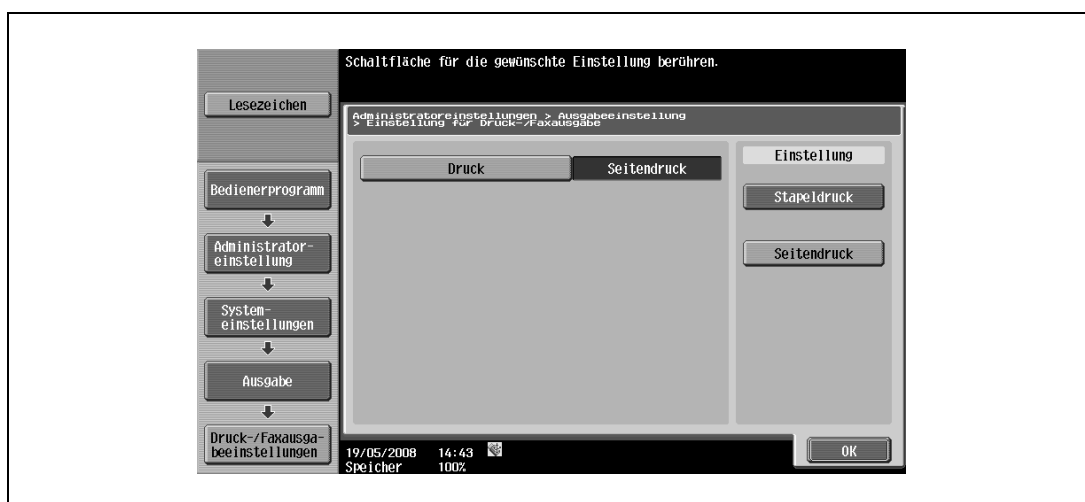 Schaltfläche für die gewünschte Einstellung berühren.
Lesezeichen
Administratoreinstellungen > Ausgabeeinstellung
> Einstellung für Druck-/Faxausgabe
Druck
Seitendruck
Einstellung
Stapeldruck
Seitendruck
Bedienerprogramm
Administrator-
einstellung
System-
einstellungen
Ausgabe
Druck-/Faxausga-
beeinstellungen
19/05/2008 14:43
Speicher 100%
OK